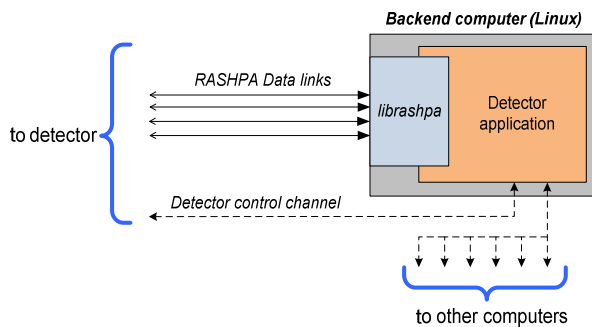 Backend computer (Linux)
RASHPA Data links
librashpa
Detector
application
to detector
Detector control channel
to other computers